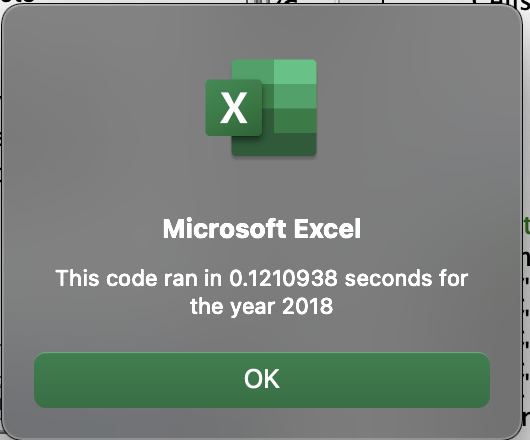 X
Microsoft Excel
This code ran in 0.1210938 seconds for
the year 2018
OK